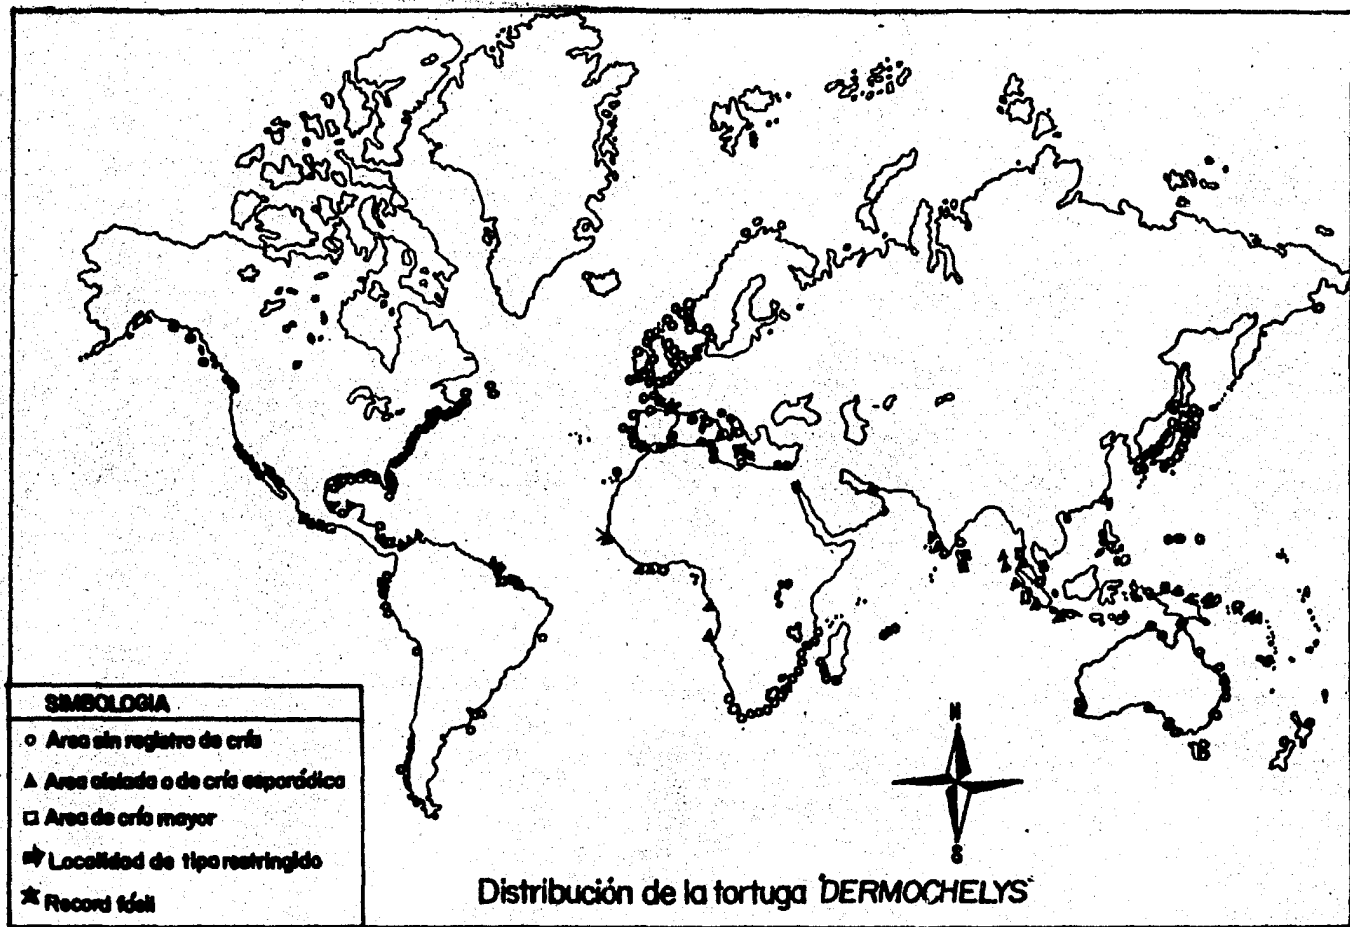 SIMBOLOGIA
Area sin registro de cría
Area aislada o de cría esporádica
Area de cría mayor
Localidad de tipo restringido
Record fósil
N
S
Distribución de la tortuga 'DERMOCHELYS'